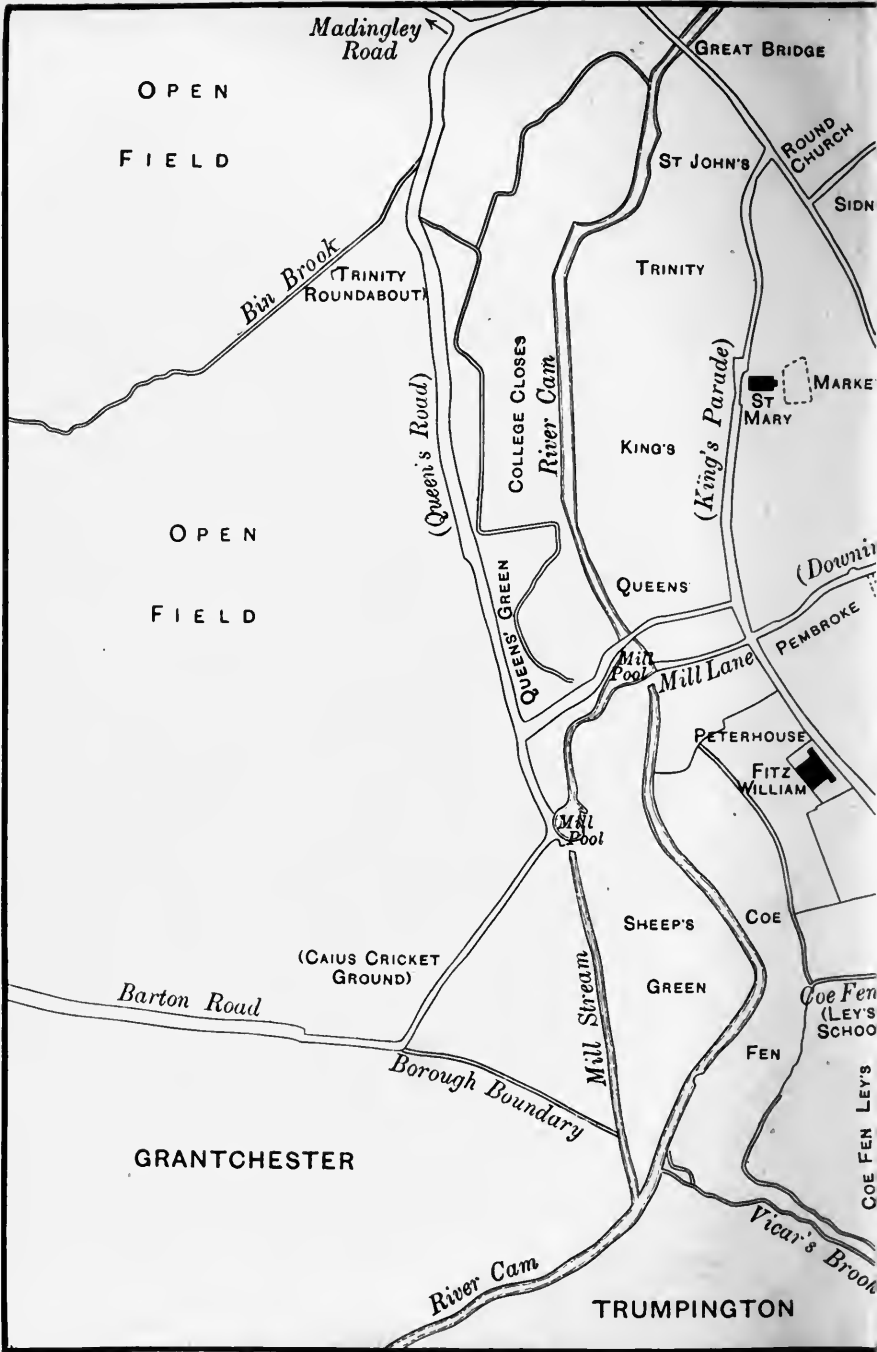 Madingley
Road
GREAT BRIDGE
OPEN
FIELD
ROUND
CHURCH
ST JOHN'S
SIDN
Bin Brook
(TRINITY
ROUNDABOUT)
TRINITY
(Queen's Road)
COLLEGE CLOSES
River Cam
(King's Parade)
ST
MARY
MARKET
KING'S
OPEN
FIELD
QUEENS'
QUEENS' GREEN
(Downin
PEMBROKE
Mill
Pool
Mill Lane
PETERHOUSE
FITZ
WILLIAM
Mill
Pool
SHEEP'S
GREEN
COE
FEN
(CAIUS CRICKET
GROUND)
Barton Road
Mill Stream
Coe Fen
(LEY'S
SCHOO
Borough Boundary
COE FEN LEY'S
GRANTCHESTER
Vicar's Brook
River Cam
TRUMPINGTON